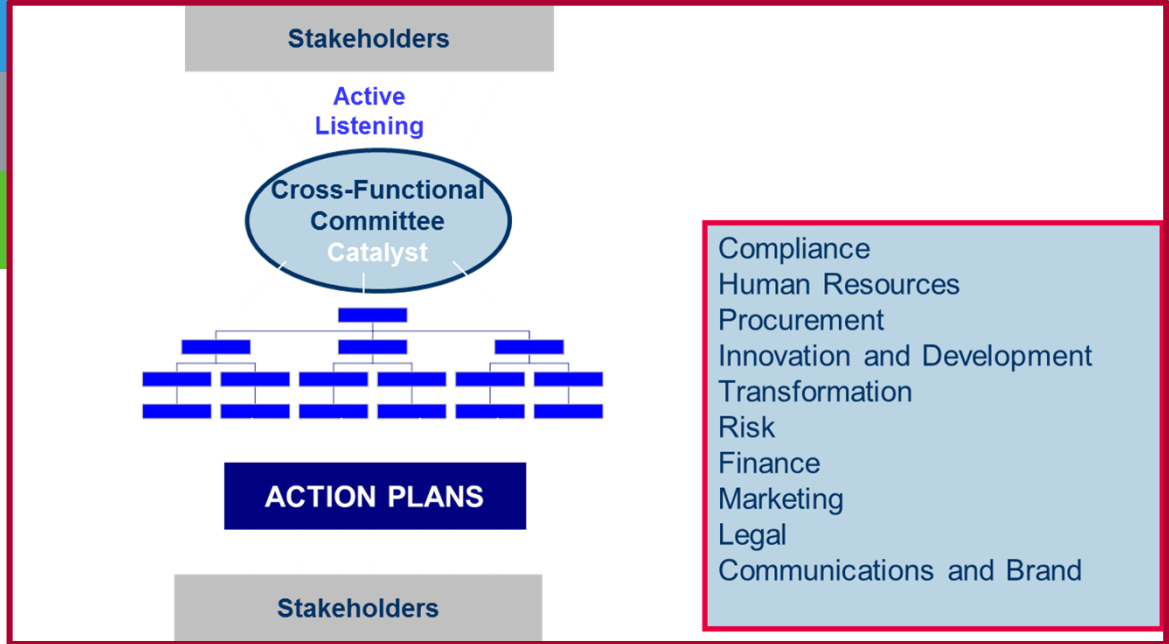 Stakeholders
Active
Listening
Cross-Functional
Committee
Catalyst
ACTION PLANS
Stakeholders
Compliance
Human Resources
Procurement
Innovation and Development
Transformation
Risk
Finance
Marketing
Legal
Communications and Brand